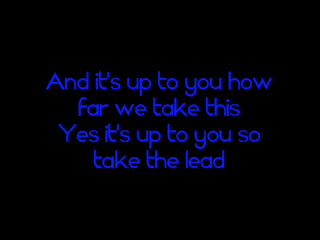 And it's up to you how
far we take this
Yes it's up to you so
take the lead